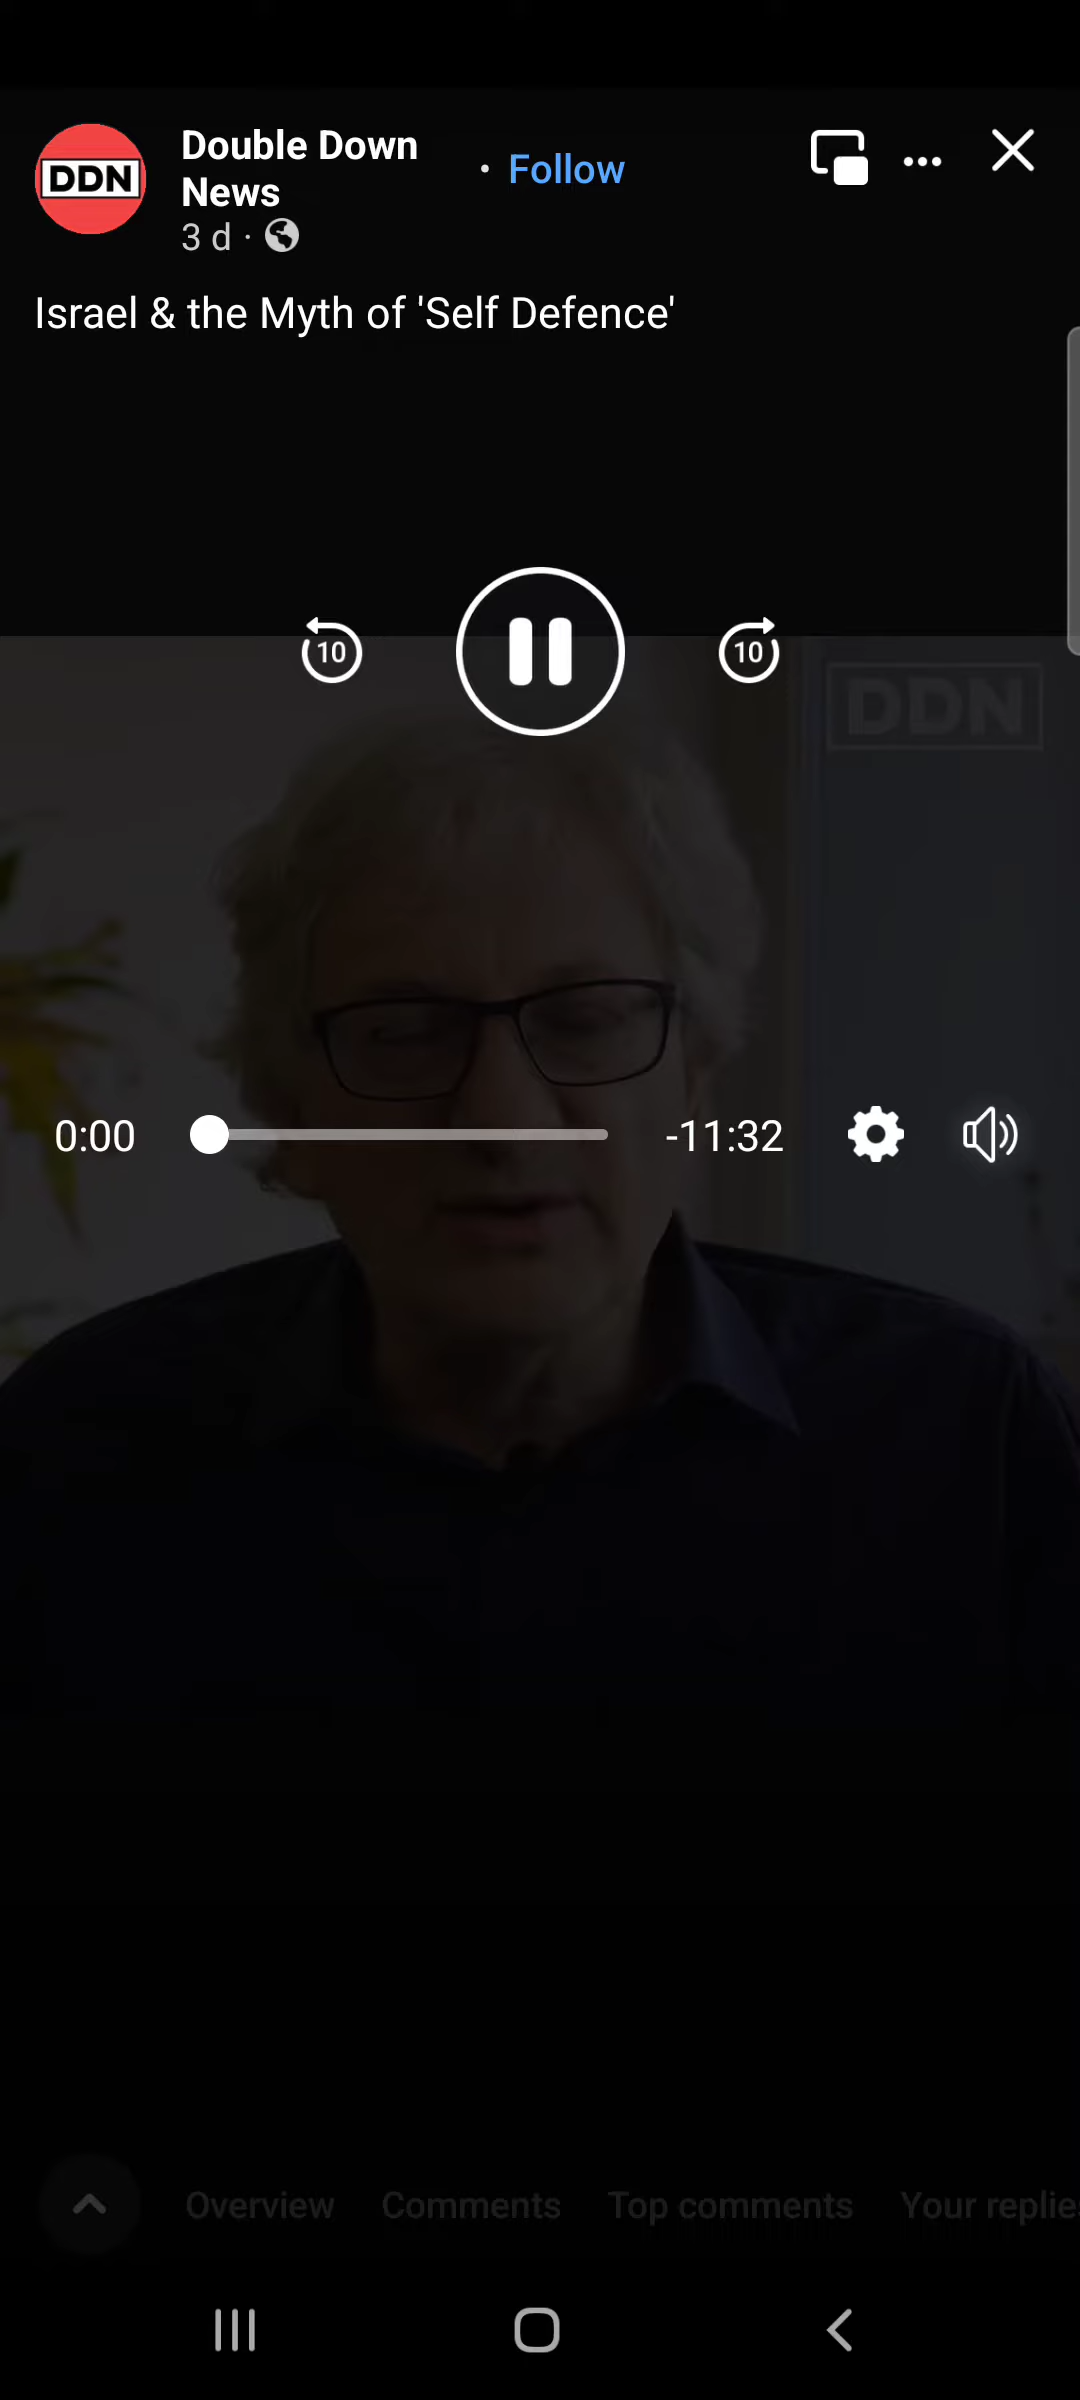 DDN
Double Down
News
· Follow
3 d ·
Israel & the Myth of 'Self Defence'
10
10
DDN
0:00
-11:32
Overview
Comments
Top comments
Your replie